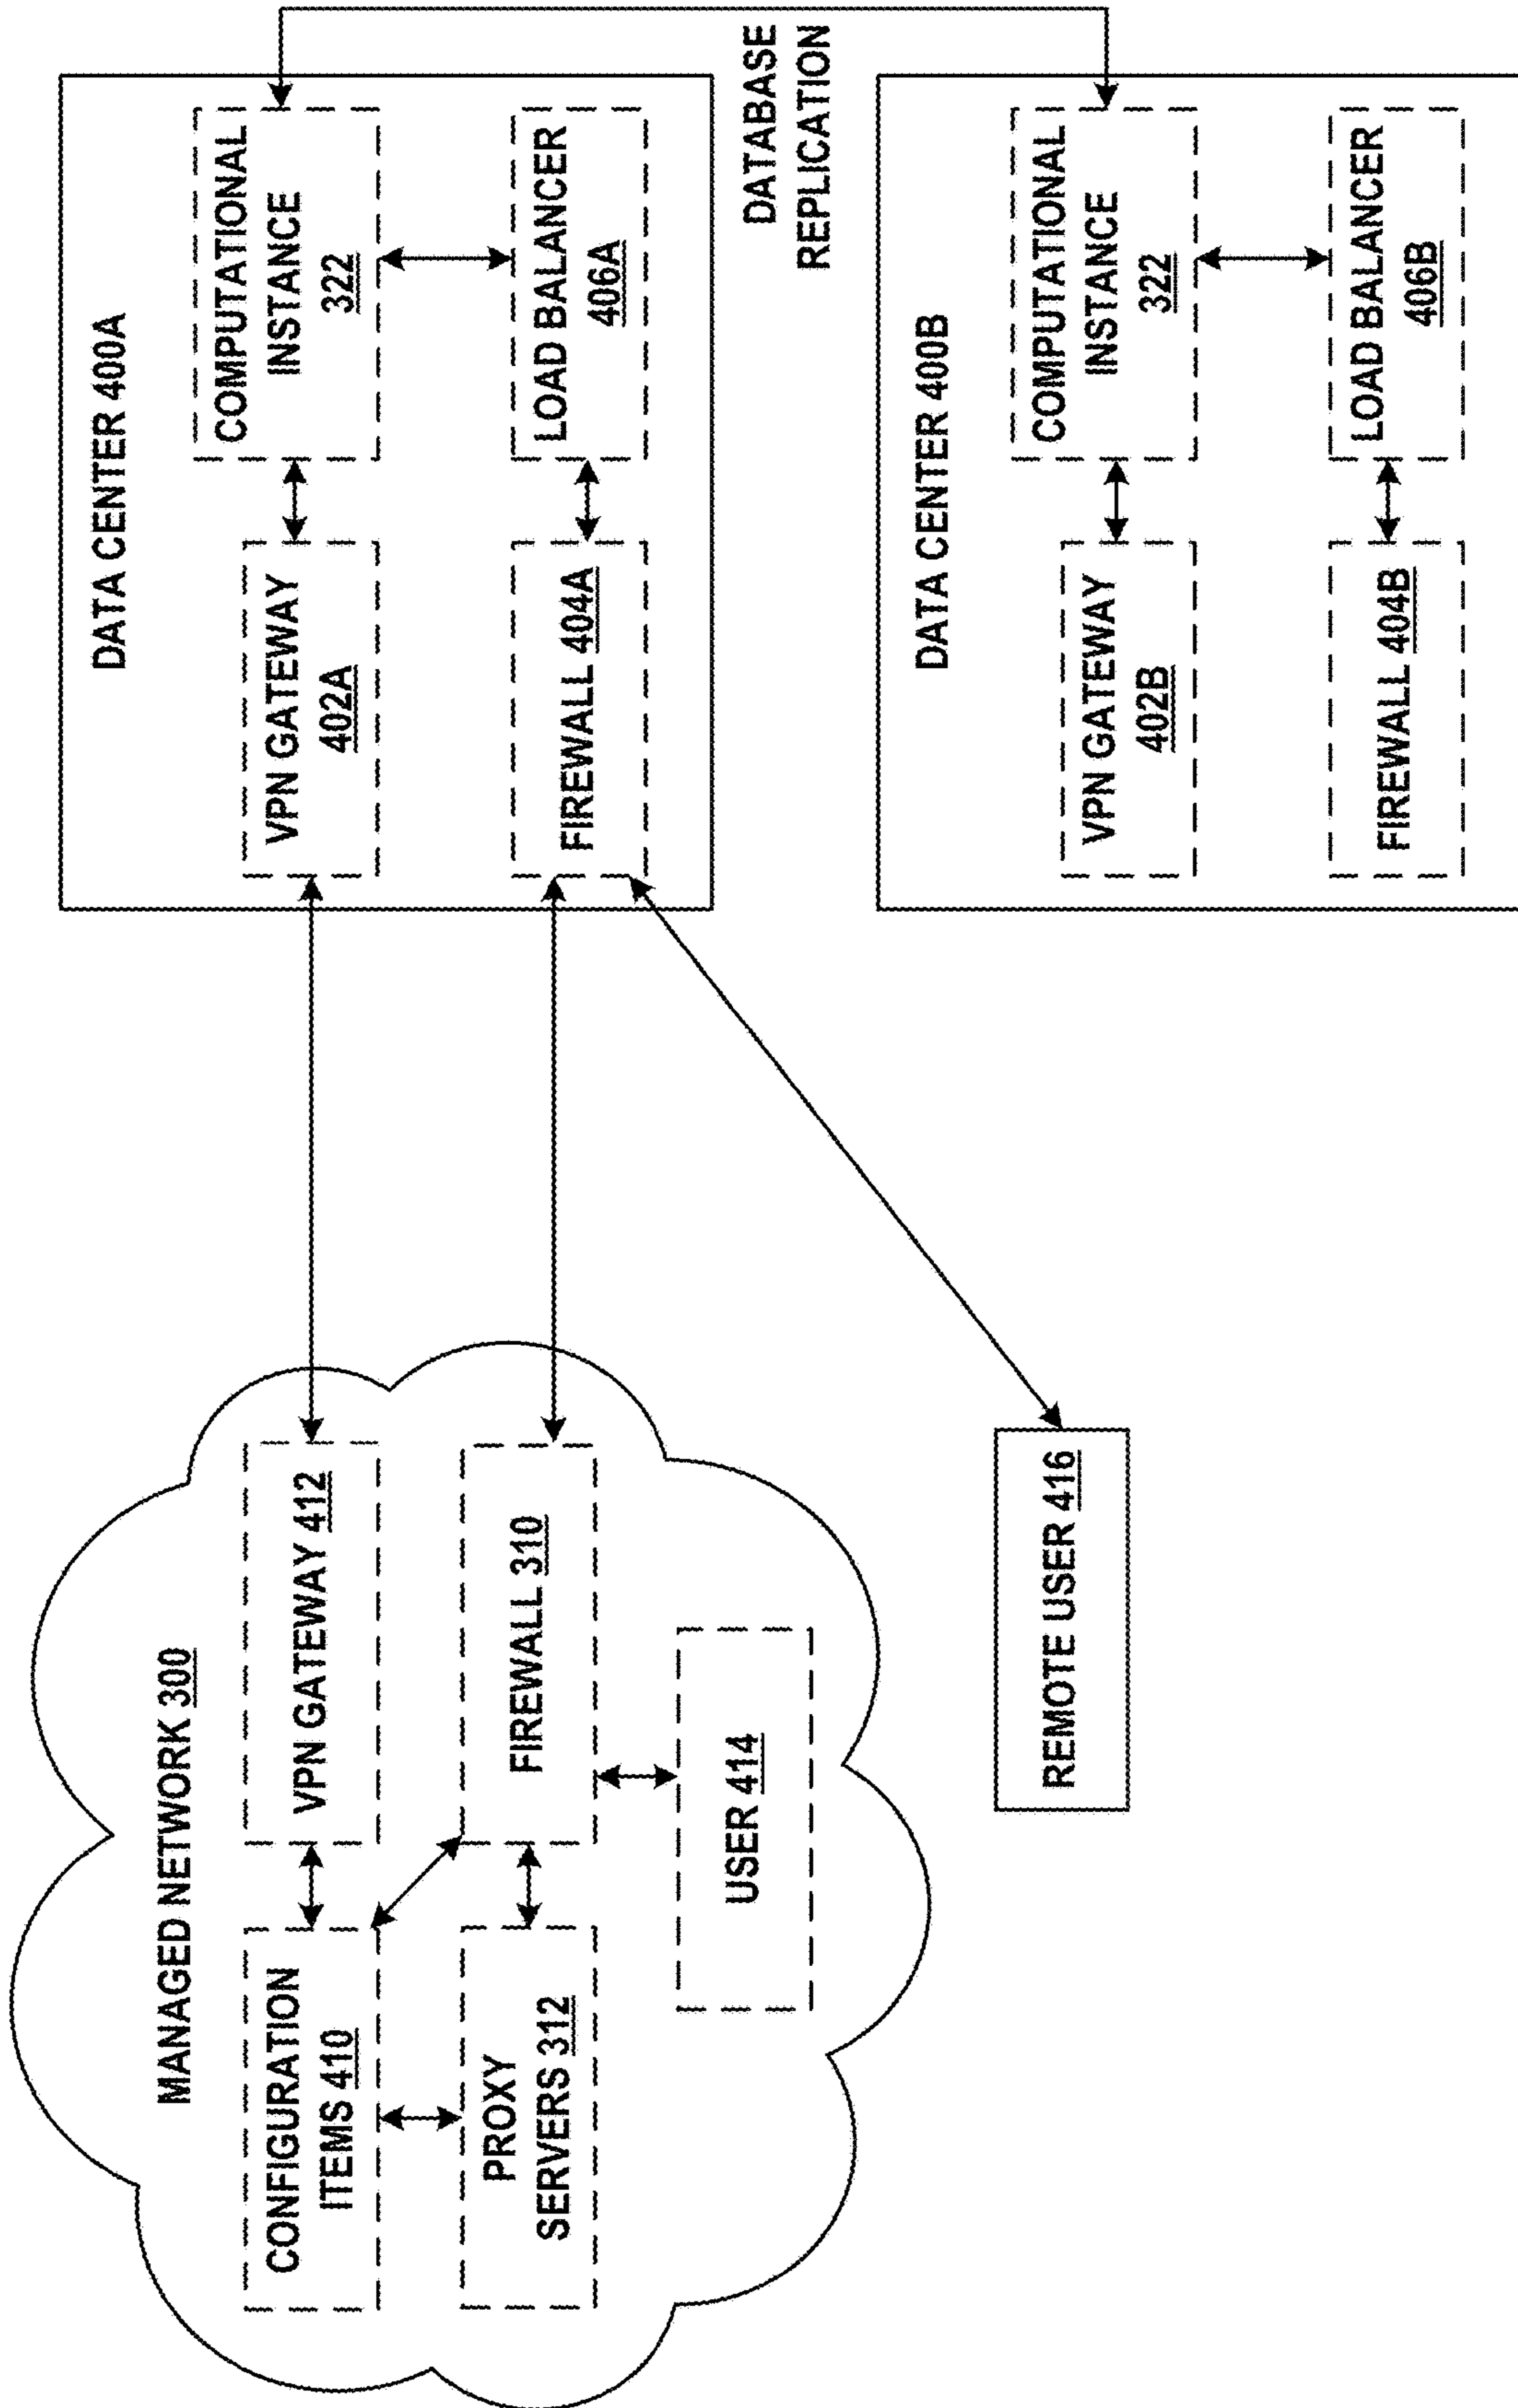 MANAGED NETWORK 300
CONFIGURATION
ITEMS 410
VPN GATEWAY 412
PROXY
SERVERS 312
FIREWALL 310
USER 414
REMOTE USER 416
DATA CENTER 400A
VPN GATEWAY
402A
COMPUTATIONAL
INSTANCE
322
FIREWALL 404A
LOAD BALANCER
406A
DATABASE
REPLICATION
DATA CENTER 400B
VPN GATEWAY
402B
COMPUTATIONAL
INSTANCE
322
FIREWALL 404B
LOAD BALANCER
406B